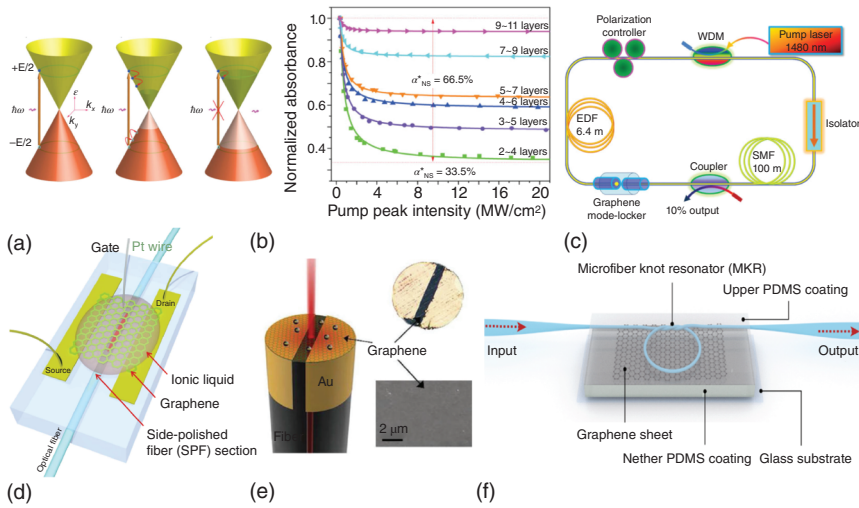 +E/2
−E/2
ħω
ε
kx
ky
ħω
ħω
(a)
Normalized absorbance
1.0
0.8
0.6
0.4
9~11 layers
7~9 layers
α*NS = 66.5%
5~7 layers
4~6 layers
3~5 layers
2~4 layers
α*NS = 33.5%
0
4
8
12
16
20
Pump peak intensity (MW/cm²)
(b)
Polarization
controller
WDM
Pump laser
1480 nm
EDF
6.4 m
Isolator
SMF
100 m
Graphene
mode-locker
Coupler
10% output
(c)
Gate
Pt wire
Drain
Source
Ionic liquid
Graphene
Side-polished
fiber (SPF) section
Optical fiber
(d)
Graphene
Au
Fiber
2 μm
(e)
Microfiber knot resonator (MKR)
Upper PDMS coating
Input
Output
Graphene sheet
Nether PDMS coating
Glass substrate
(f)